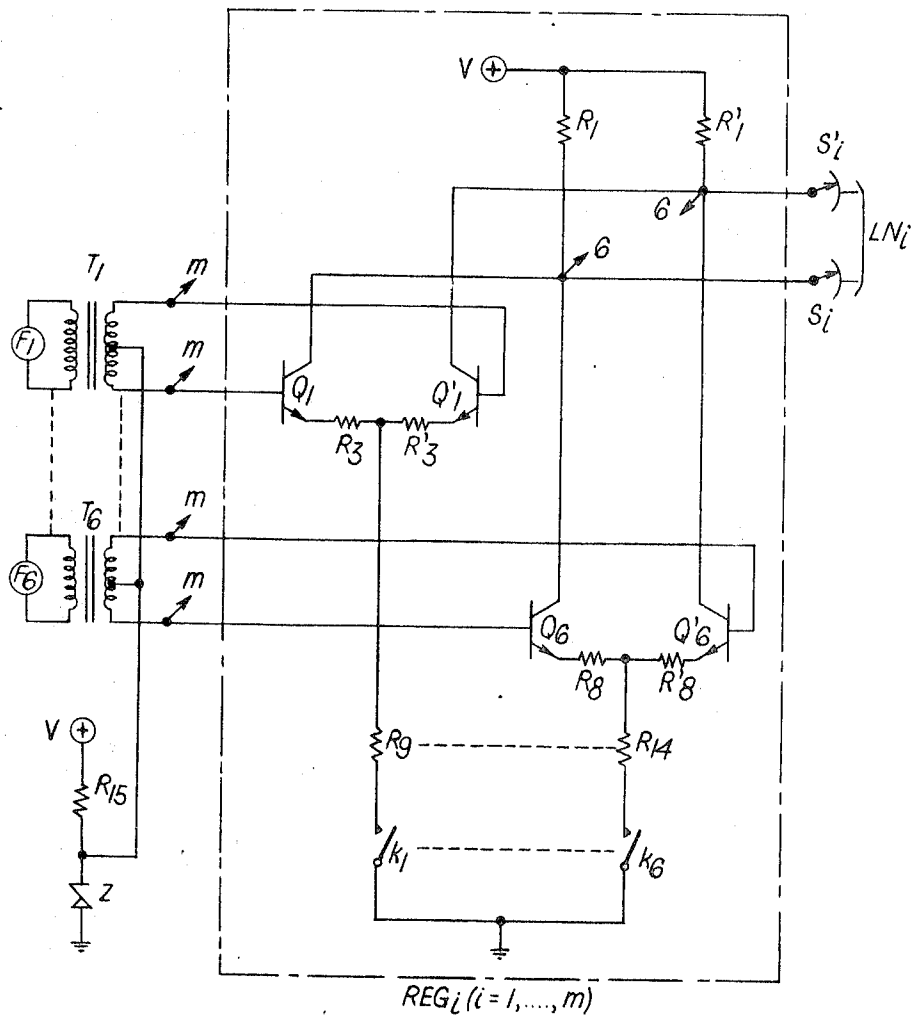 V +
R1
R'1
S'i
6
LNi
6
T1
m
Si
F1
m
Q1
Q'1
R3
R'3
T6
m
F6
m
Q6
Q'6
R8
R'8
V +
R9
R14
R15
k1
k6
Z
REGi (i = 1, ...., m)